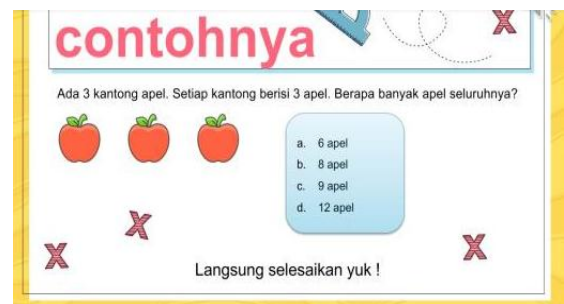 contohnya
Ada 3 kantong apel. Setiap kantong berisi 3 apel. Berapa banyak apel seluruhnya?
a. 6 apel
b. 8 apel
c. 9 apel
d. 12 apel
X
X
X
X
Langsung selesaikan yuk !